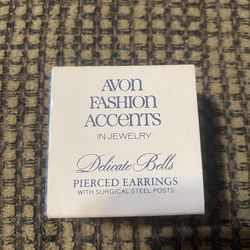 AVON
FASHION
ACCENTS
IN JEWELRY
Delicate Bells
PIERCED EARRINGS
WITH SURGICAL STEEL POSTS